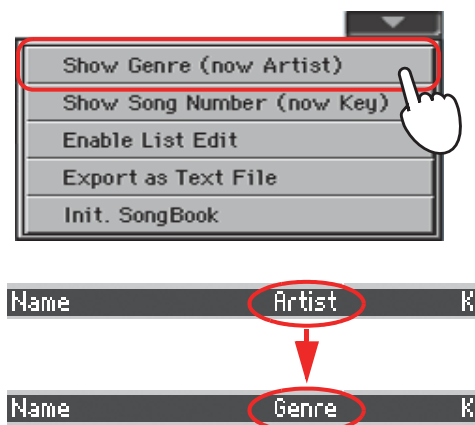 Show Genre (now Artist)
Show Song Number (now Key)
Enable List Edit
Export as Text File
Init. SongBook
Name Artist K
Name Genre K